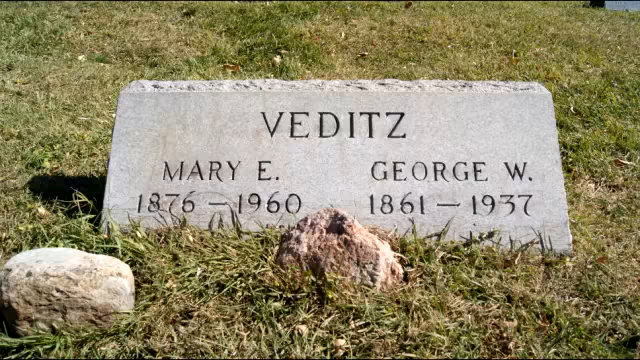 VEDITZ
MARY E. GEORGE W.
1876 — 1960 1861 — 1937